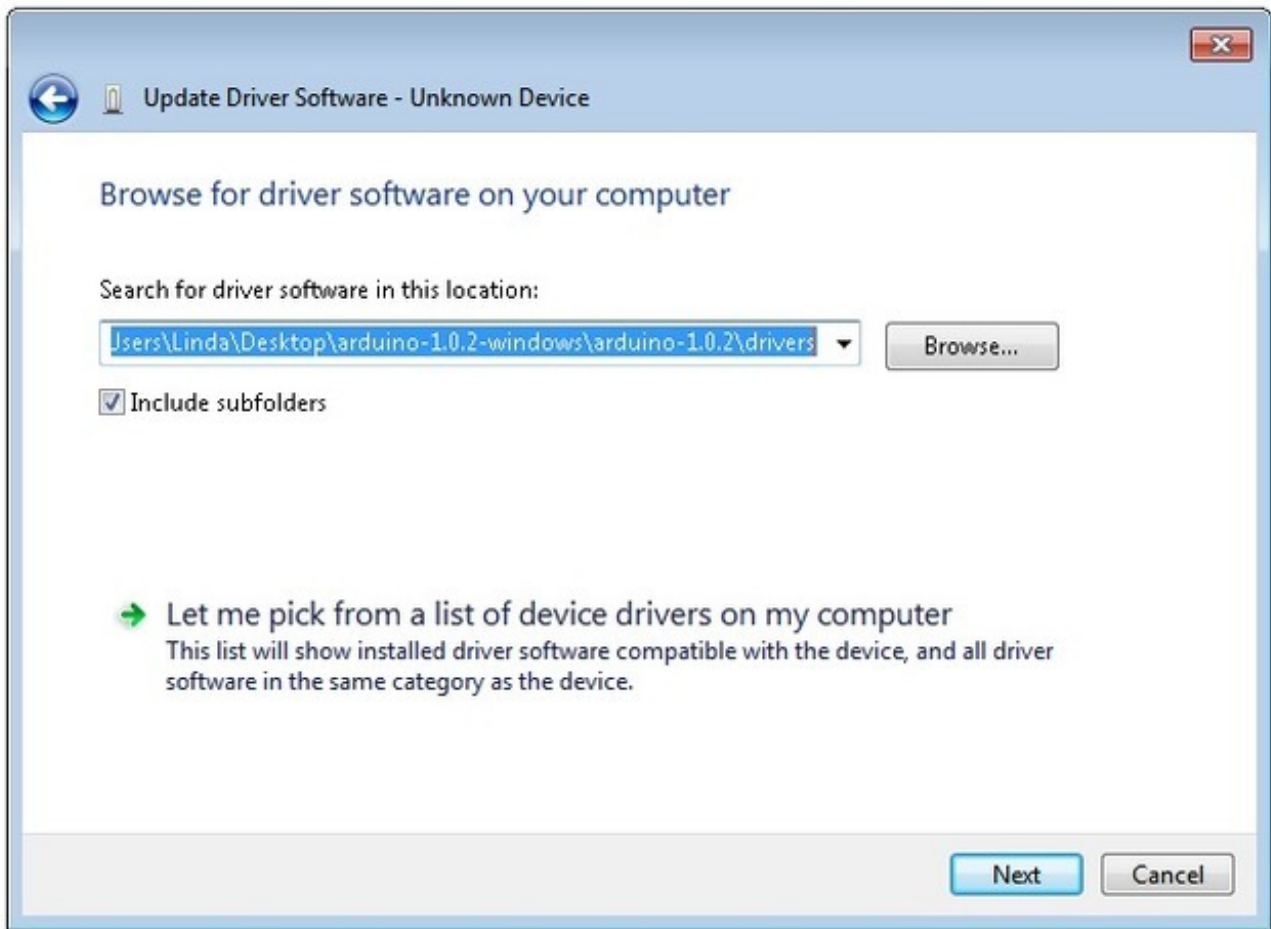 Update Driver Software - Unknown Device
Browse for driver software on your computer
Search for driver software in this location:
Jsers\Linda\Desktop\arduino-1.0.2-windows\arduino-1.0.2\drivers
Browse...
Include subfolders
Let me pick from a list of device drivers on my computer
This list will show installed driver software compatible with the device, and all driver
software in the same category as the device.
Next
Cancel